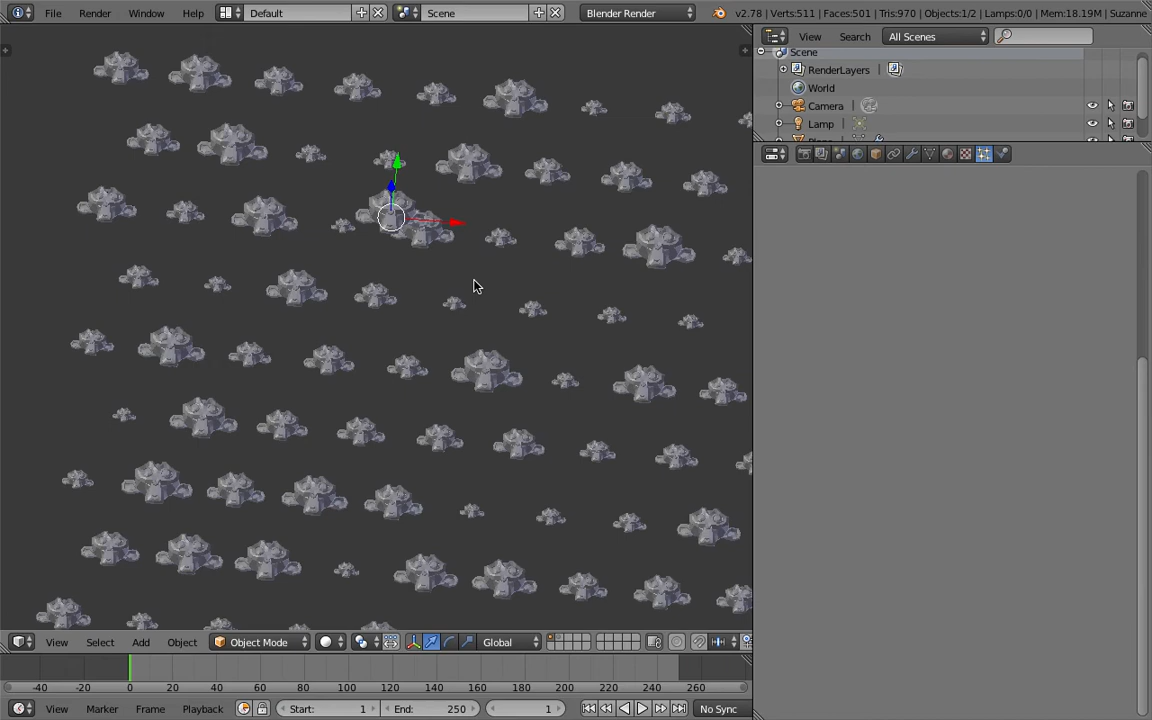 File Render Window Help Default Scene Blender Render v2.78 | Verts:511 | Faces:501 | Tris:970 | Objects:1/2 | Lamps:0/0 | Mem:18.19M | Suzanne
View Search All Scenes
Scene
RenderLayers |
World
Camera |
Lamp |
View Select Add Object Object Mode Global
-40 -20 0 20 40 60 80 100 120 140 160 180 200 220 240 260
View Marker Frame Playback Start: 1 End: 250 1 No Sync